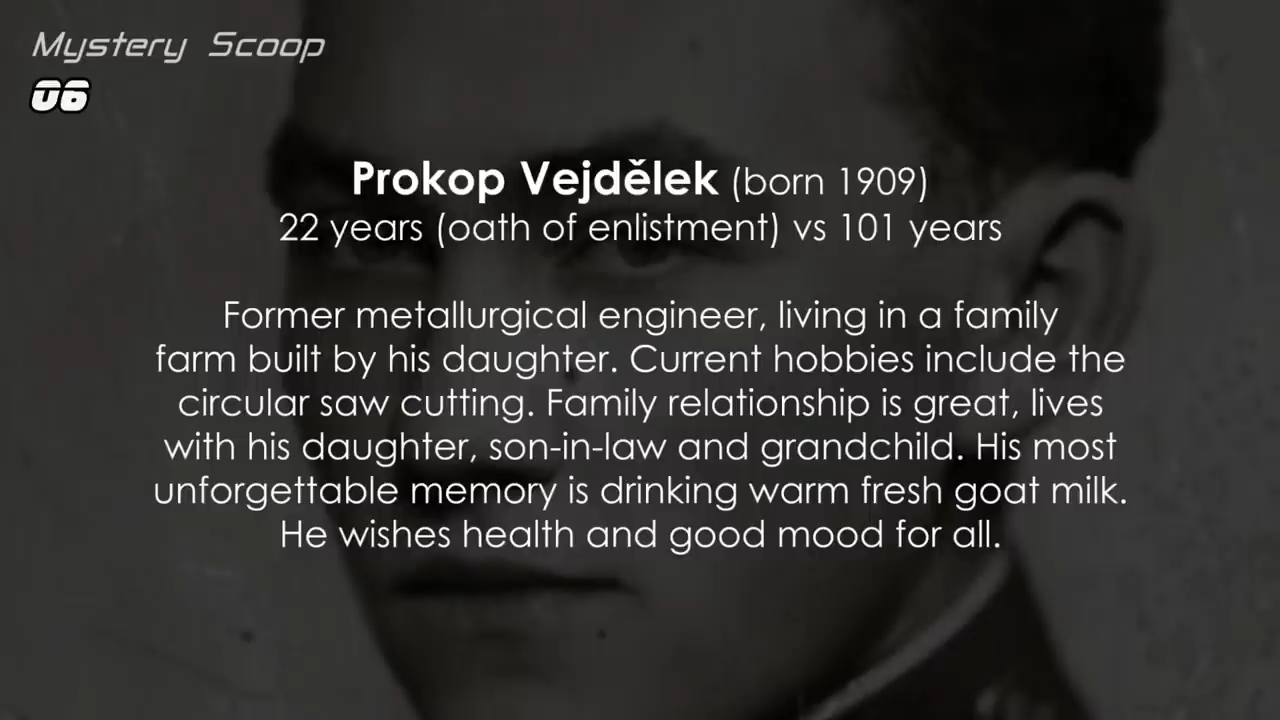 Mystery Scoop
06
Prokop Vejdělek (born 1909)
22 years (oath of enlistment) vs 101 years
Former metallurgical engineer, living in a family
farm built by his daughter. Current hobbies include the
circular saw cutting. Family relationship is great, lives
with his daughter, son-in-law and grandchild. His most
unforgettable memory is drinking warm fresh goat milk.
He wishes health and good mood for all.